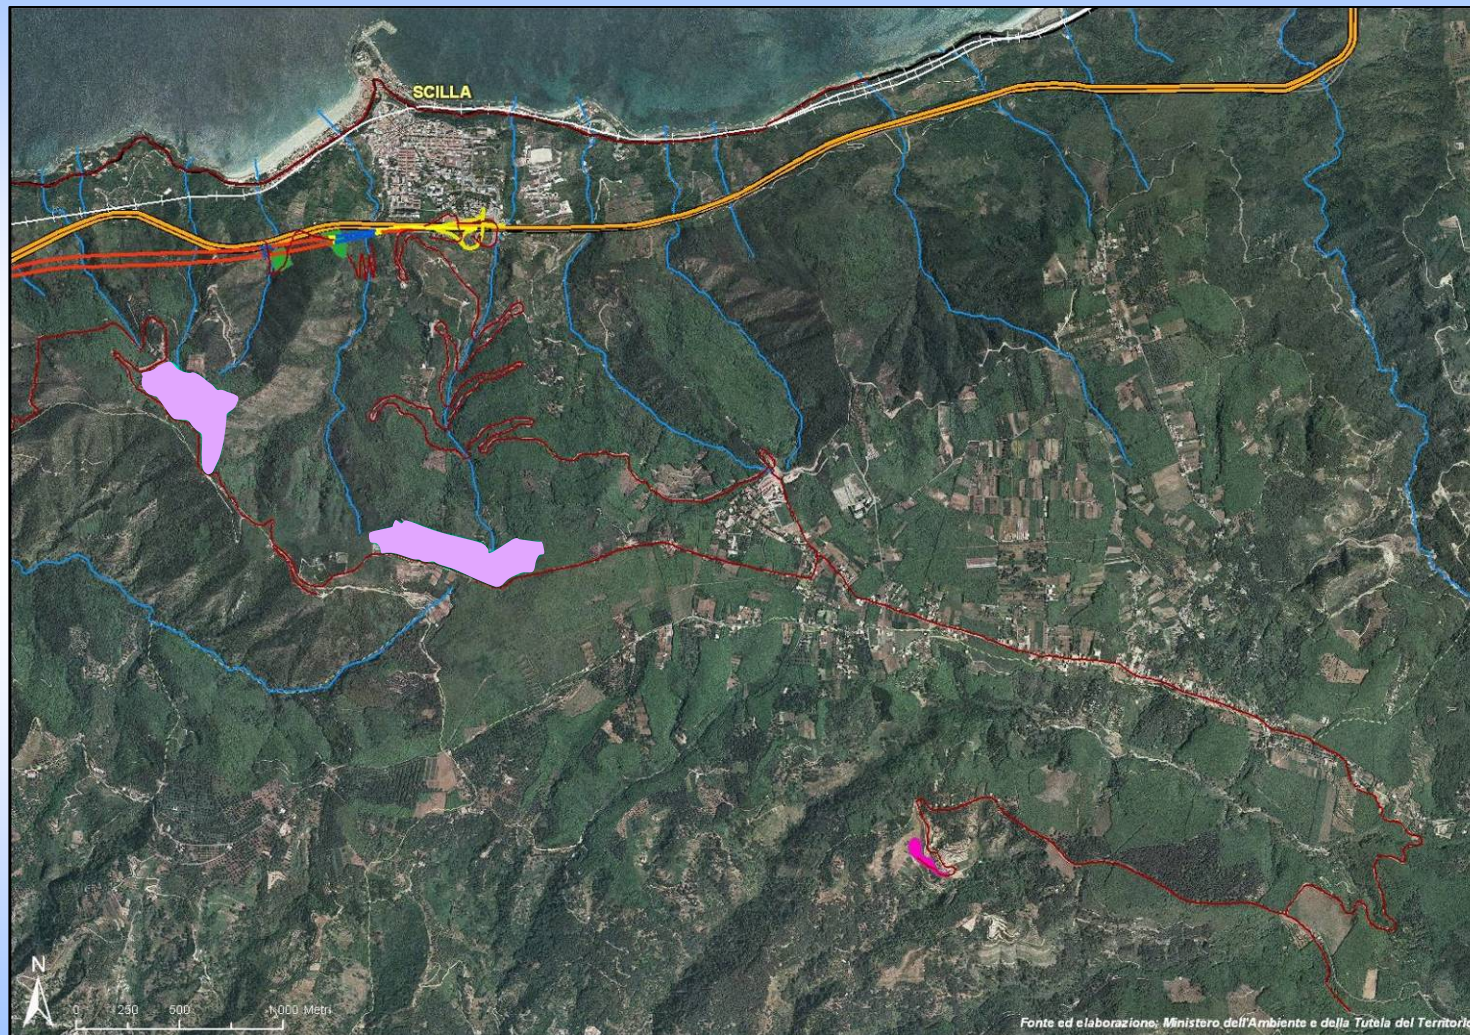 SCILLA
N
0 250 500 1,000 Metri
Fonte ed elaborazione: Ministero dell'Ambiente e della Tutela del Territorio